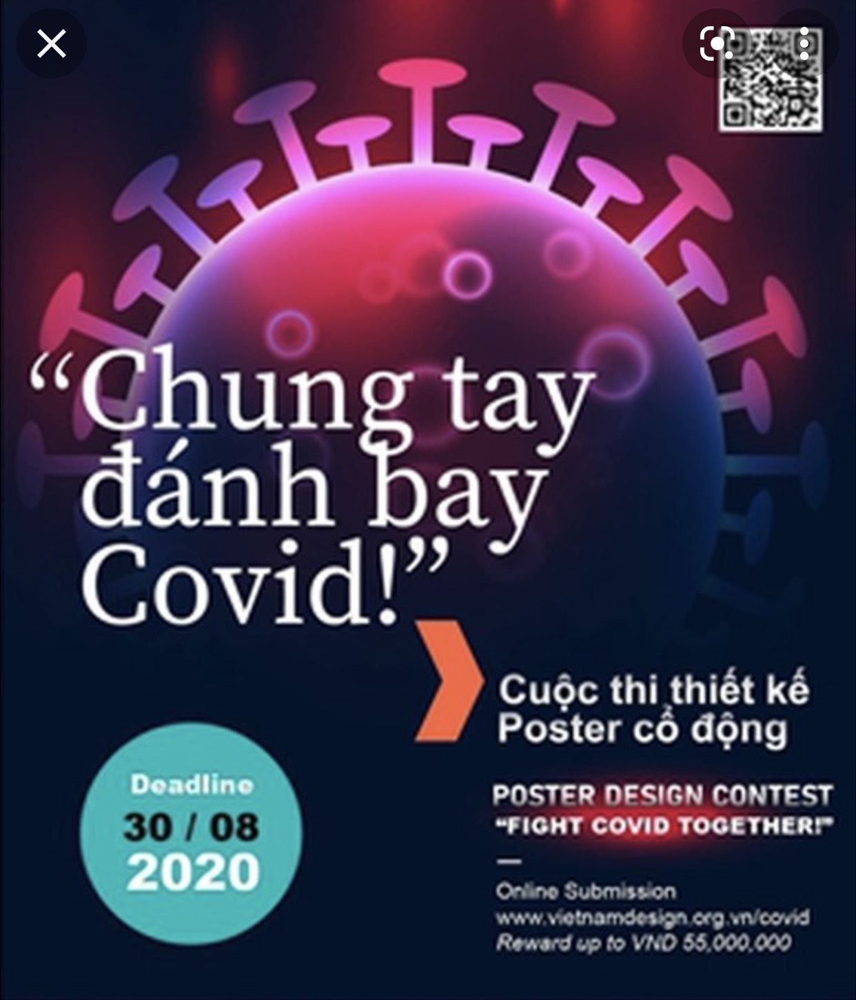 “Chung tay
đánh bay
Covid!”
Cuộc thi thiết kế
Poster cổ động
Deadline
30 / 08
2020
POSTER DESIGN CONTEST
“FIGHT COVID TOGETHER!”
Online Submission
www.vietnamdesign.org.vn/covid
Reward up to VND 55,000,000